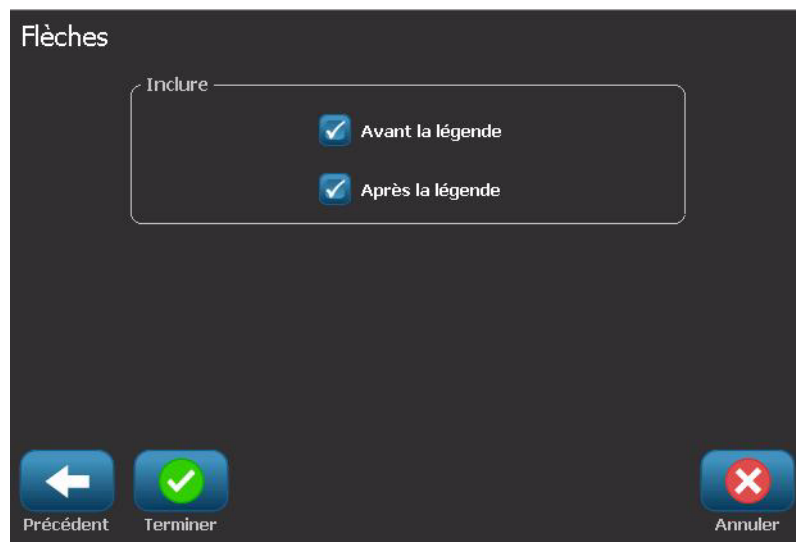 Flèches
Inclure
Avant la légende
Après la légende
Précédent
Terminer
Annuler